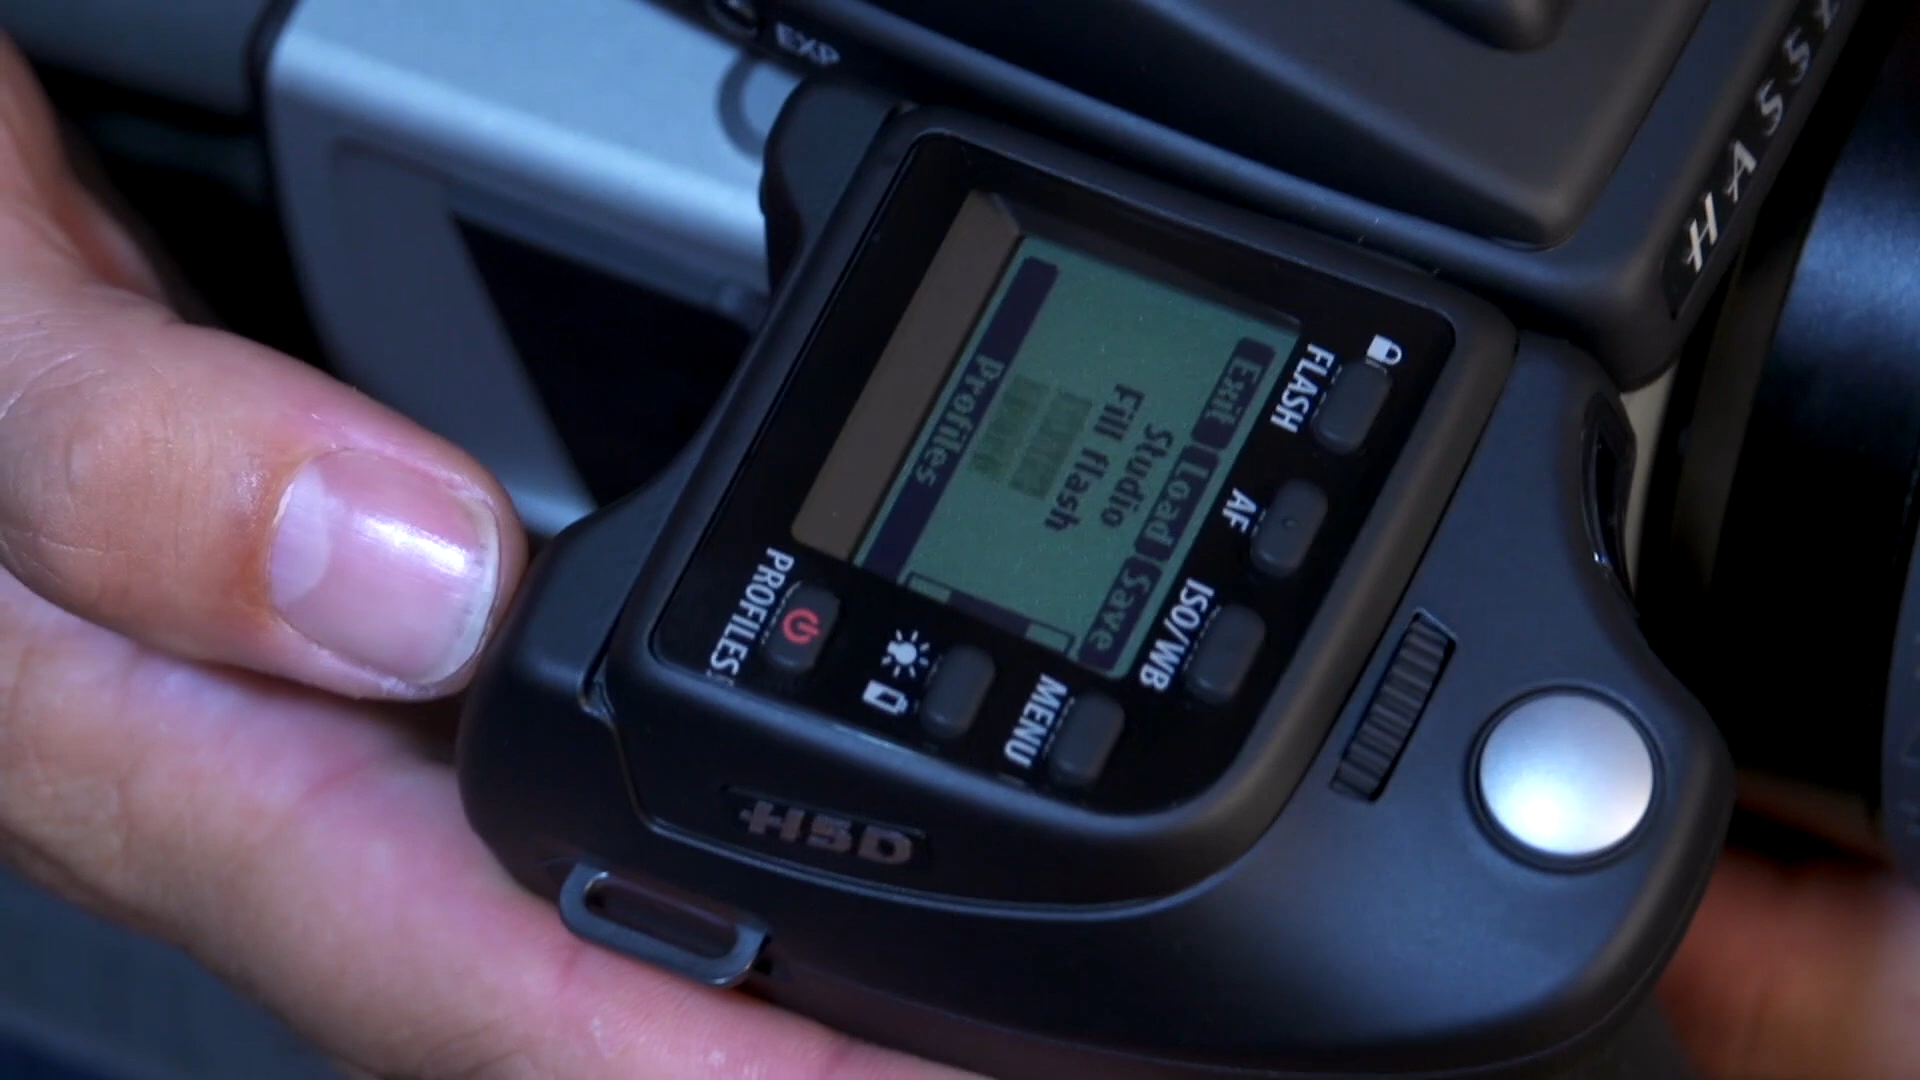 EXP
HASS
Profiles
Fill flash
Studio
Exit Load Save
FLASH
AF
ISO/WB
PROFILES
MENU
H5D